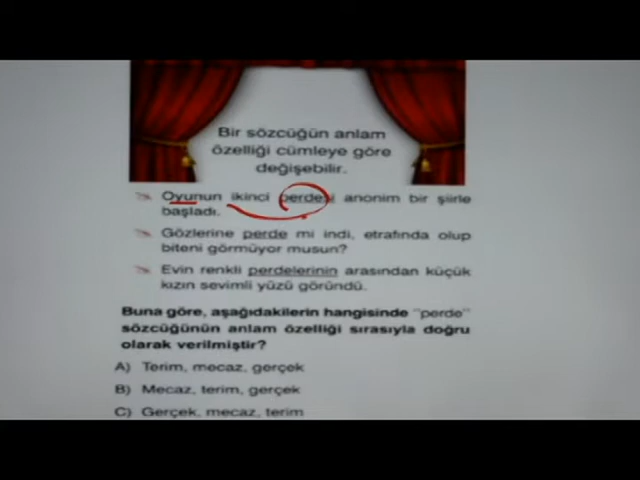 Bir sözcüğün anlam
özelliği cümleye göre
değişebilir.
Oyunun ikinci perdesi anonim bir şiirle
başladı.
Gözlerine perde mi indi, etrafında olup
biteni görmüyor musun?
Evin renkli perdelerinin arasından küçük
kızın sevimli yüzü göründü.
Buna göre, aşağıdakilerin hangisinde "perde"
sözcüğünün anlam özelliği sırasıyla doğru
olarak verilmiştir?
A) Terim, mecaz, gerçek
B) Mecaz, terim, gerçek
C) Gerçek, mecaz, terim